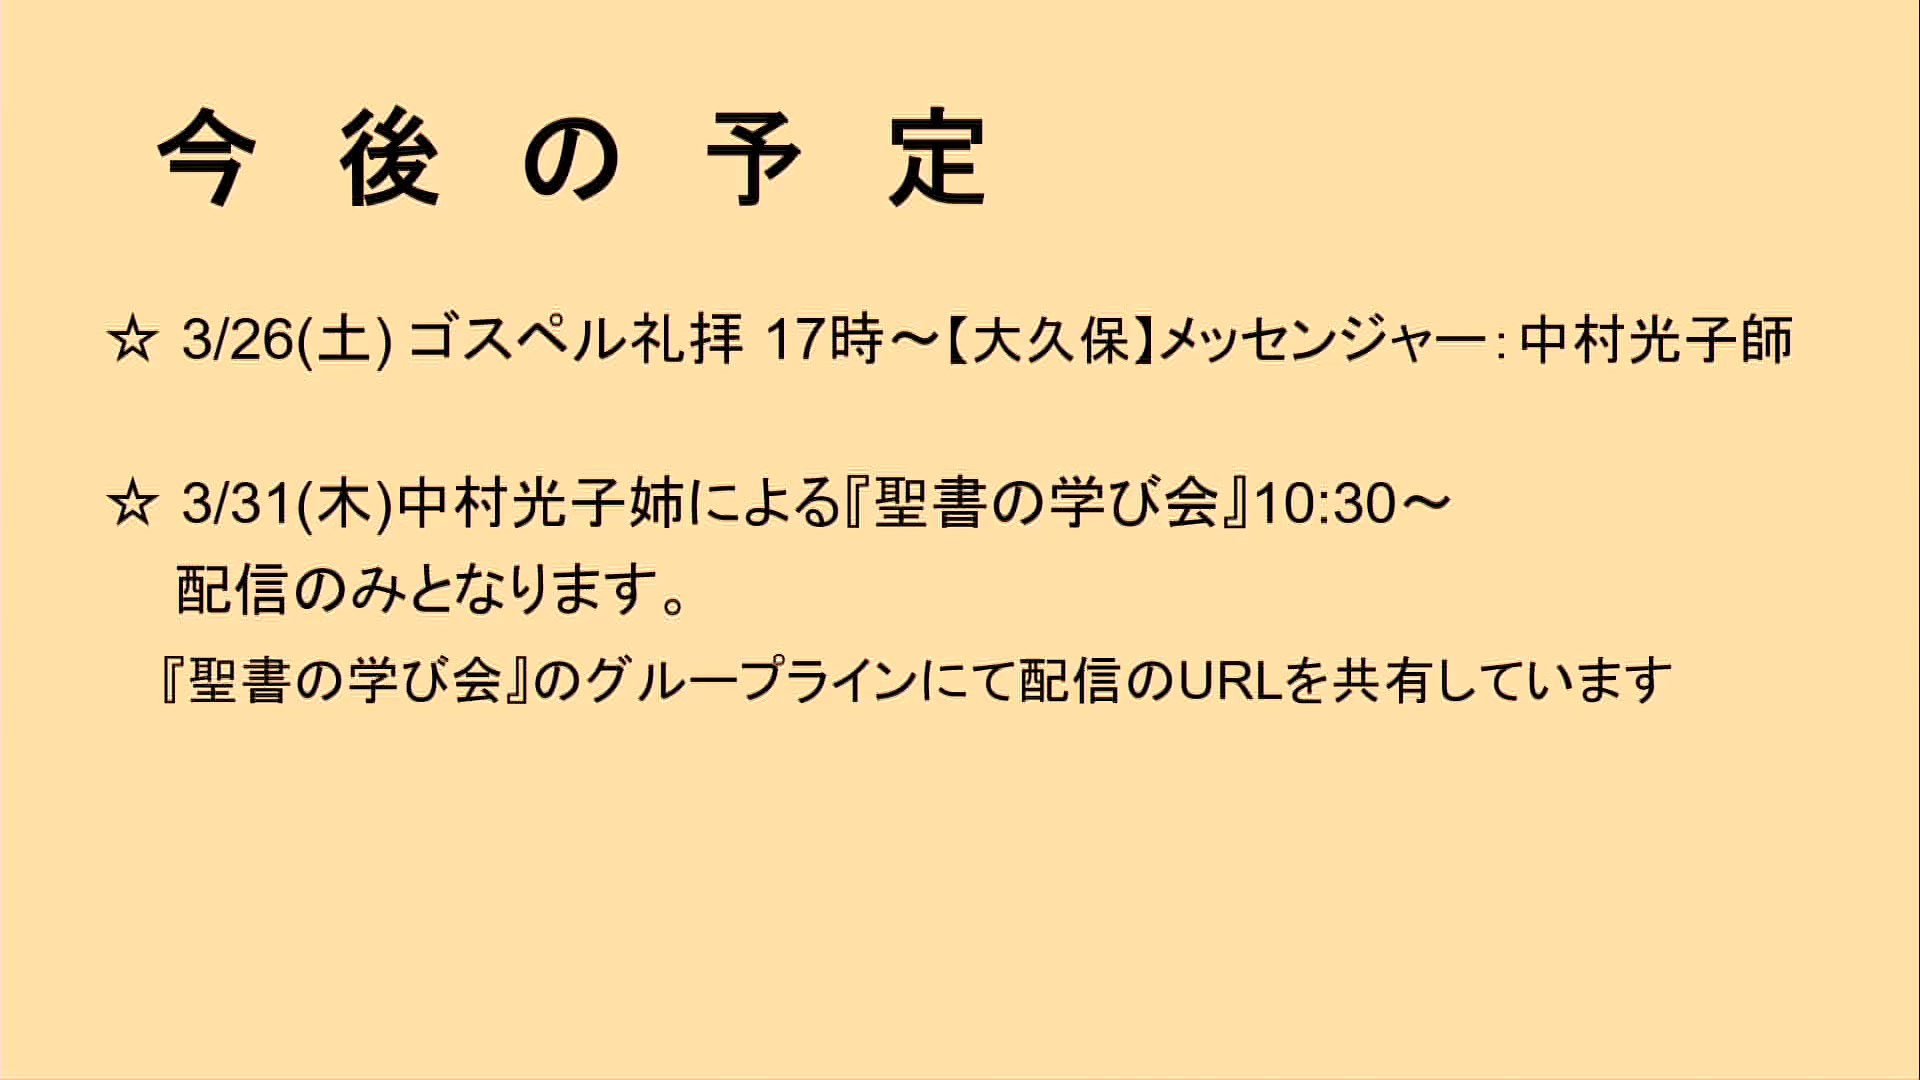 今後の予定
☆ 3/26(土) ゴスペル礼拝 17時～【大久保】メッセンジャー：中村光子師
☆ 3/31(木)中村光子姉による『聖書の学び会』10:30～
配信のみとなります。
『聖書の学び会』のグループラインにて配信のURLを共有しています